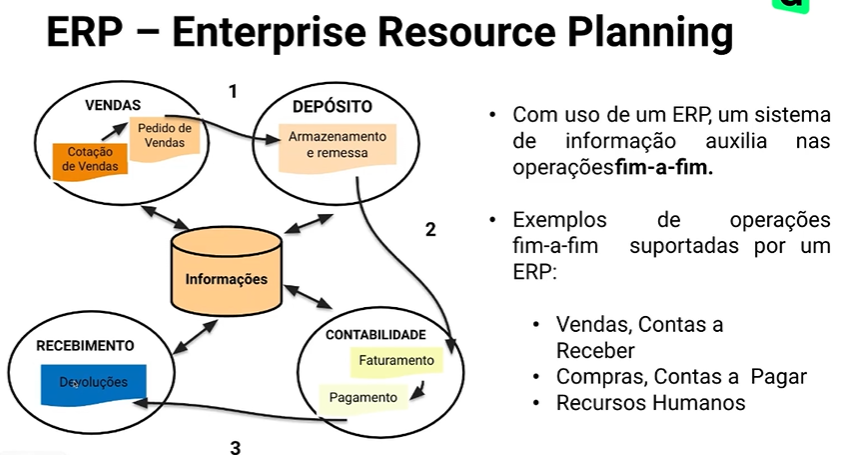 ERP – Enterprise Resource Planning
1
VENDAS
Pedido de
Vendas
Cotação
de Vendas
DEPÓSITO
Armazenamento
e remessa
2
Informações
RECEBIMENTO
Devoluções
CONTABILIDADE
Faturamento
Pagamento
3
• Com uso de um ERP, um sistema
de informação auxilia nas
operaçõesfim-a-fim.
• Exemplos de operações
fim-a-fim suportadas por um
ERP:
• Vendas, Contas a
Receber
• Compras, Contas a Pagar
• Recursos Humanos